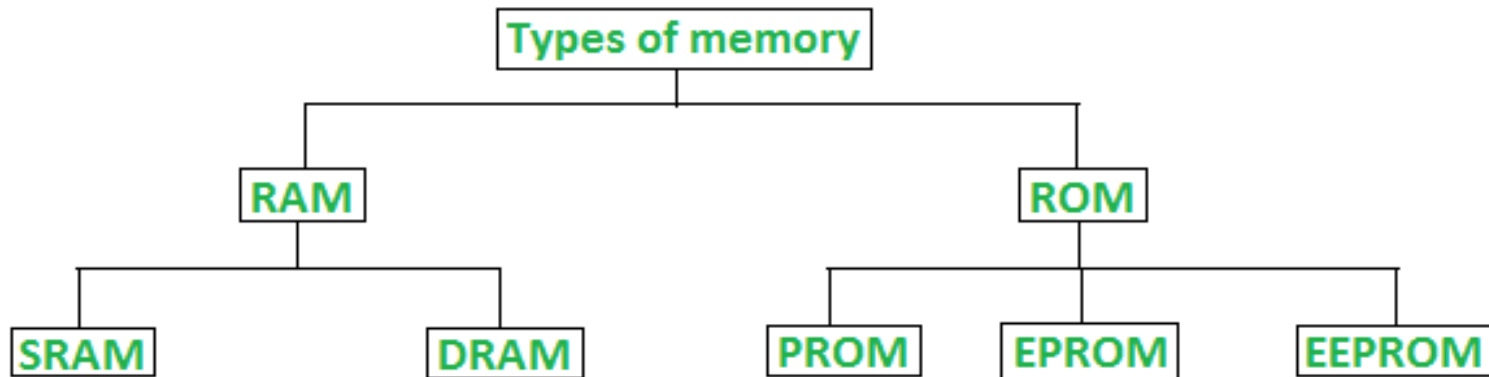 Types of memory
RAM
ROM
SRAM
DRAM
PROM
EPROM
EEPROM